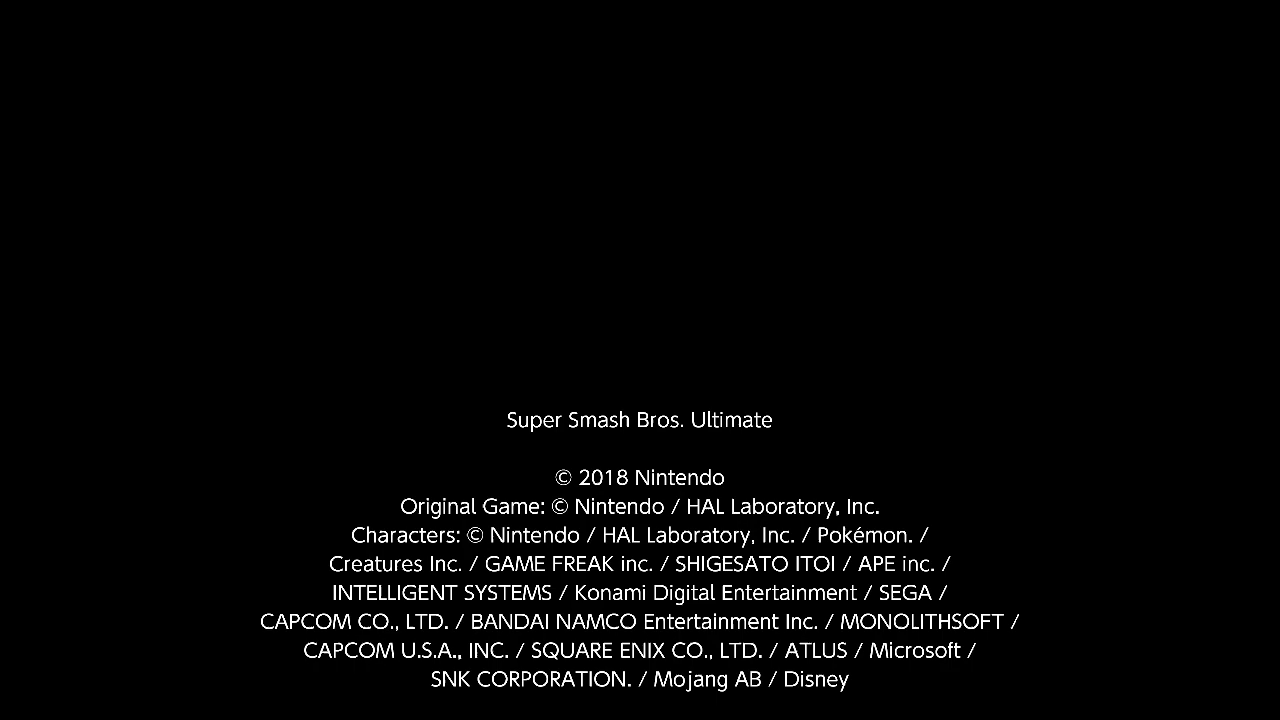 Super Smash Bros. Ultimate
© 2018 Nintendo
Original Game: © Nintendo / HAL Laboratory, Inc.
Characters: © Nintendo / HAL Laboratory, Inc. / Pokémon. /
Creatures Inc. / GAME FREAK inc. / SHIGESATO ITOI / APE inc. /
INTELLIGENT SYSTEMS / Konami Digital Entertainment / SEGA /
CAPCOM CO., LTD. / BANDAI NAMCO Entertainment Inc. / MONOLITHSOFT /
CAPCOM U.S.A., INC. / SQUARE ENIX CO., LTD. / ATLUS / Microsoft /
SNK CORPORATION. / Mojang AB / Disney